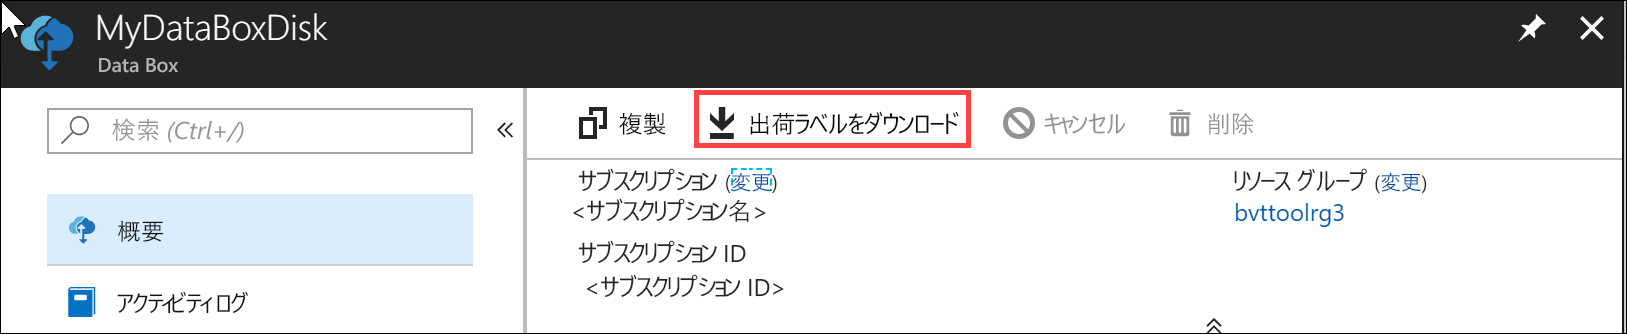 MyDataBoxDisk
Data Box
検索 (Ctrl+/)
複製
出荷ラベルをダウンロード
キャンセル
削除
概要
アクティビティ ログ
サブスクリプション (変更)
<サブスクリプション名>
サブスクリプション ID
<サブスクリプション ID>
リソース グループ (変更)
bvttoolrg3